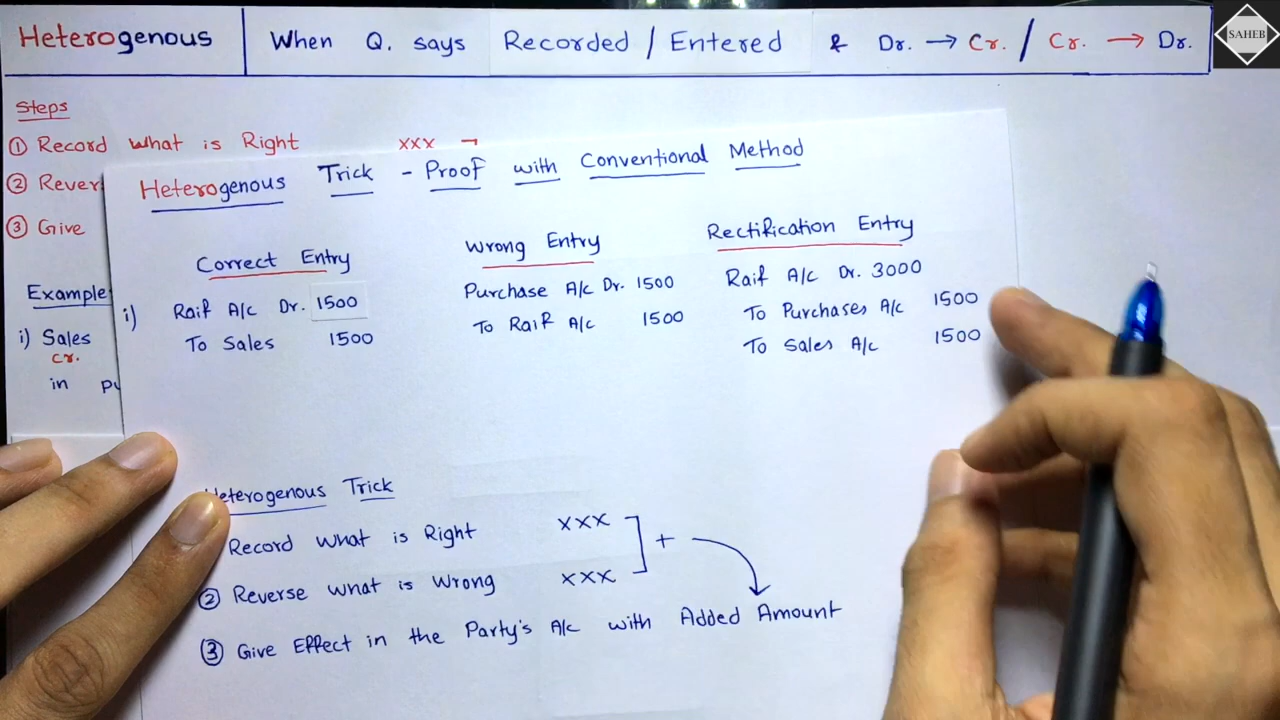 Heterogenous When Q. says Recorded / Entered & Dr. → Cr. / Cr. → Dr.
SAHEB
Steps
① Record What is Right xxx
② Rever
③ Give
Example
i) Sales
Cr.
in pu
Heterogenous Trick - Proof with Conventional Method
Correct Entry
i) Raif A/c Dr. 1500
To Sales 1500
Wrong Entry
Purchase A/c Dr. 1500
To Raif A/c 1500
Rectification Entry
Raif A/c Dr. 3000
To Purchases A/c 1500
To Sales A/c 1500
Heterogenous Trick
Record what is Right xxx
② Reverse what is Wrong xxx
+
③ Give Effect in the Party's A/c with Added Amount